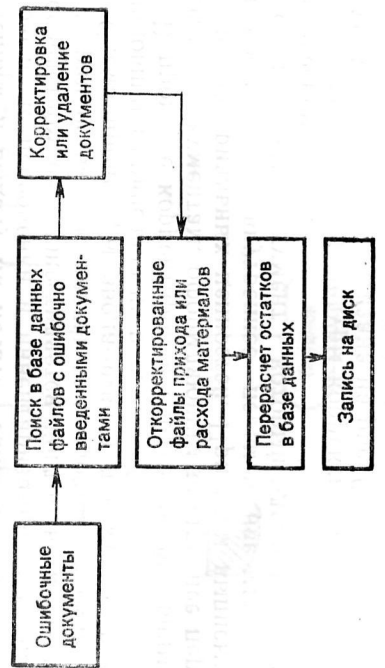 Ошибочные
документы
Поиск в базе данных
файлов с ошибочно
введенными докумен-
тами
Корректировка
или удаление
документов
Откорректированные
файлы прихода или
расхода материалов
Перерасчет остатков
в базе данных
Запись на диск